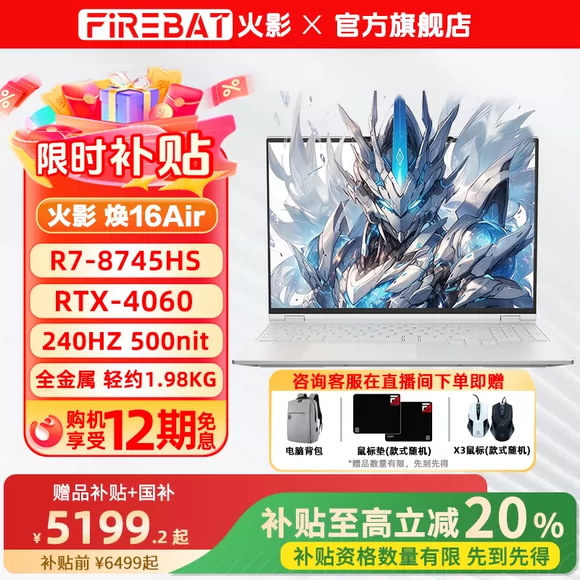 FIREBAT火影 × 官方旗舰店
限时补贴
火影 焕16Air
R7-8745HS
RTX-4060
240HZ 500nit
全金属 轻约1.98KG
购机享受12期免息
咨询客服在直播间下单即赠
电脑背包
鼠标垫(款式随机)
X3鼠标(款式随机)
*赠品数量有限，先到先得
赠品补贴+国补
¥5199.2起
补贴前 ¥6499起
补贴至高立减20%
补贴资格数量有限 先到先得